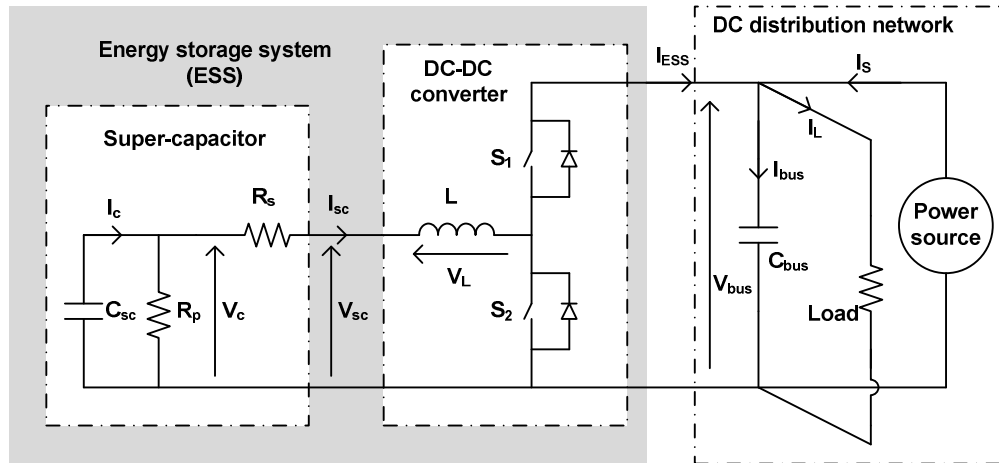 DC distribution network
Energy storage system
(ESS)
DC-DC
converter
I_ESS
I_S
Super-capacitor
I_L
S_1
I_bus
R_s
I_c
I_sc
L
Power
source
C_bus
V_L
V_bus
C_sc
R_p
V_c
V_sc
S_2
Load